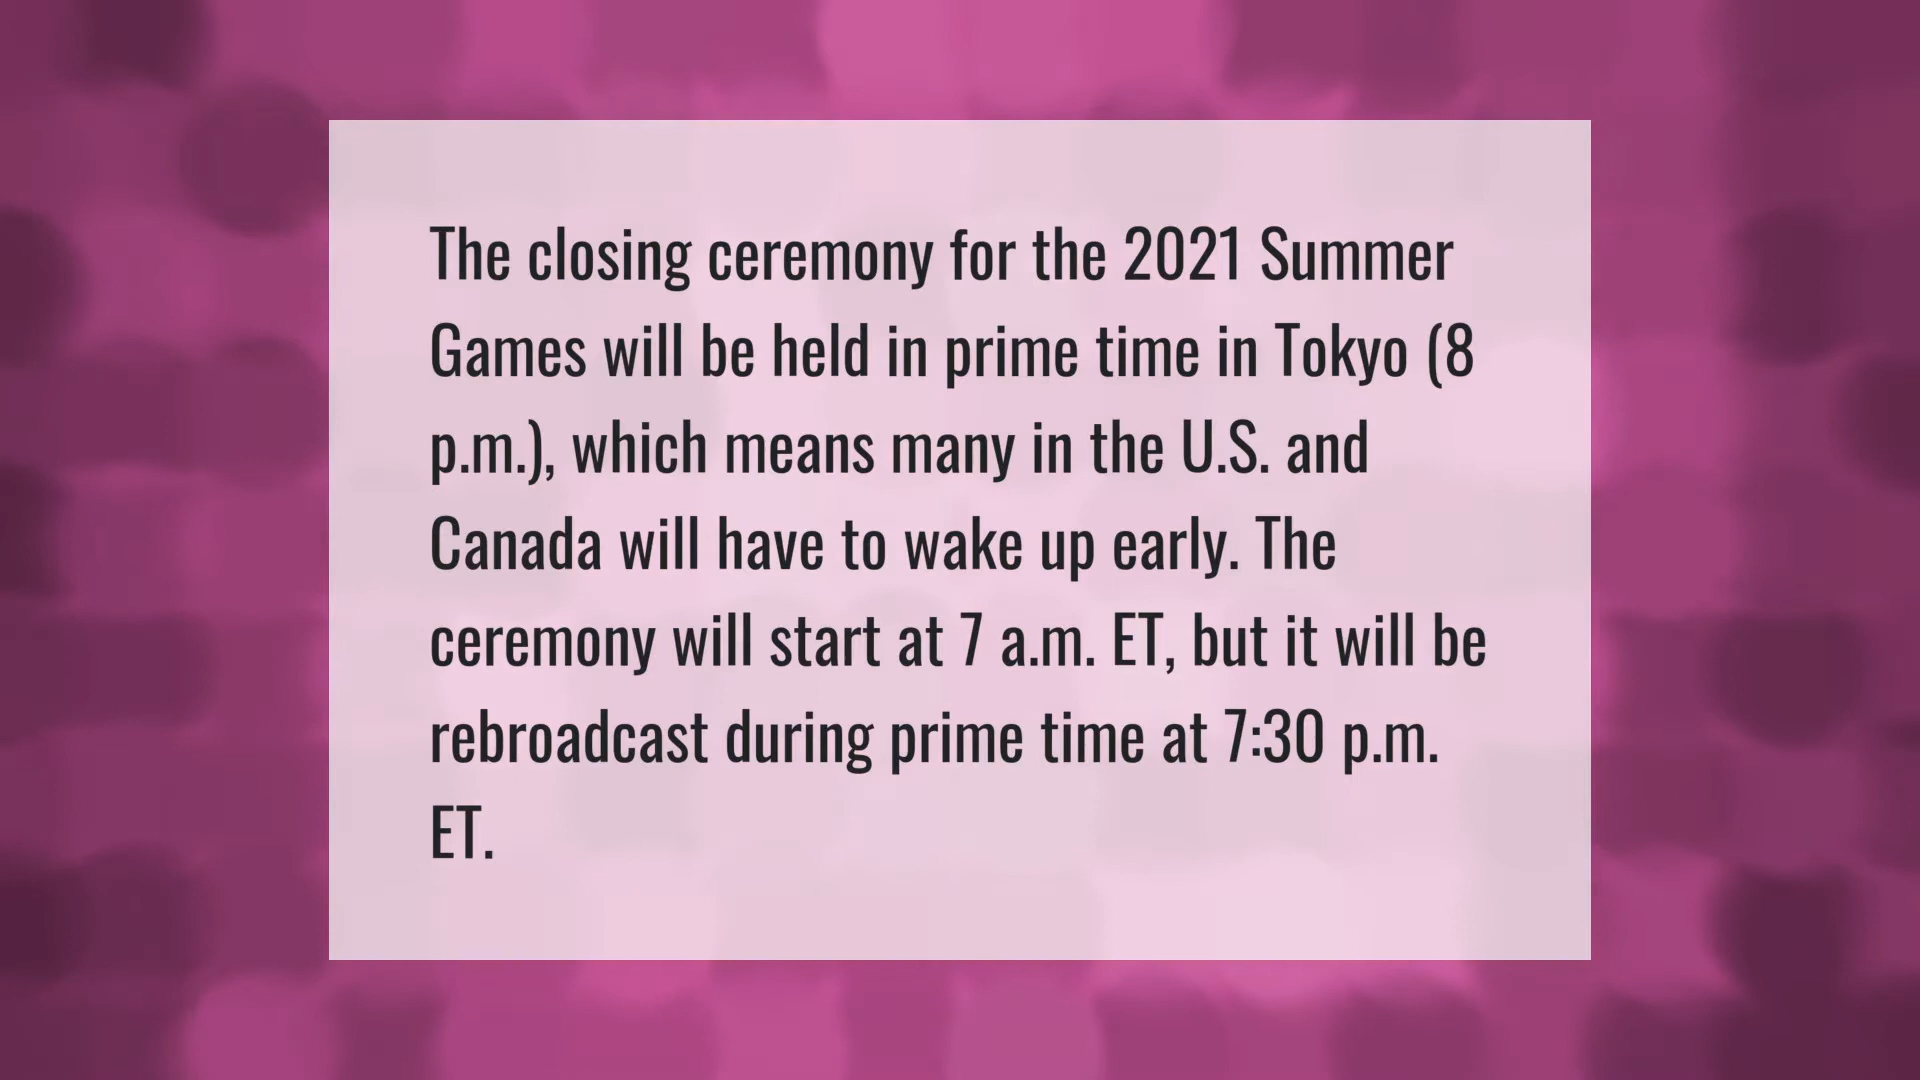 The closing ceremony for the 2021 Summer
Games will be held in prime time in Tokyo (8
p.m.), which means many in the U.S. and
Canada will have to wake up early. The
ceremony will start at 7 a.m. ET, but it will be
rebroadcast during prime time at 7:30 p.m.
ET.